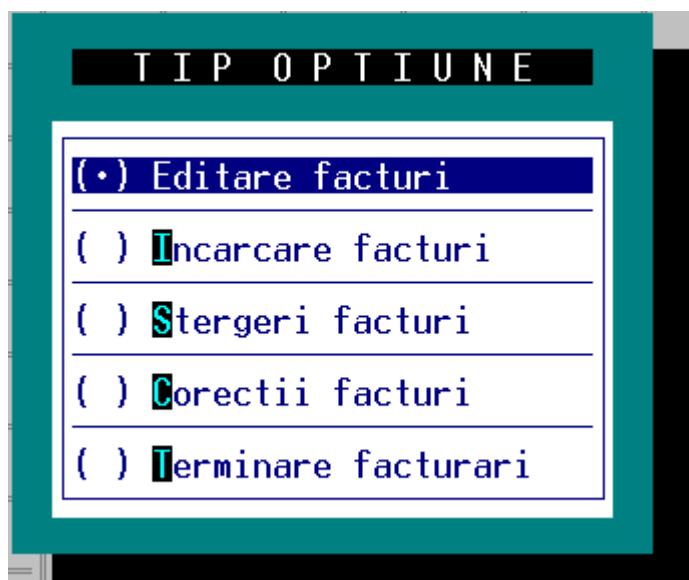 T I P O P T I U N E
(•) Editare facturi
( ) Incarcare facturi
( ) Stergeri facturi
( ) Corectii facturi
( ) Terminare facturari